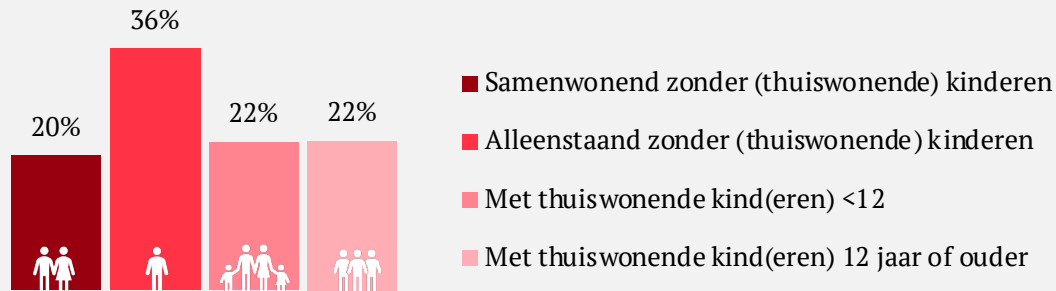 36%
20%
22%
22%
Samenwonend zonder (thuiswonende) kinderen
Alleenstaand zonder (thuiswonende) kinderen
Met thuiswonende kind(eren) <12
Met thuiswonende kind(eren) 12 jaar of ouder